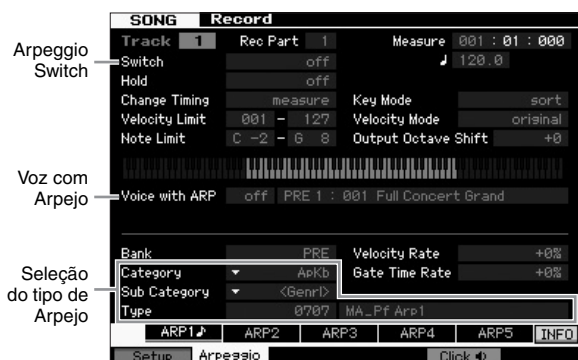 SONG Record
Track 1 Rec Part 1 Measure 001 : 01 : 000
Arpeggio Switch
Switch off ♩ 120.0
Hold off
Change Timing measure Key Mode sort
Velocity Limit 001 - 127 Velocity Mode original
Note Limit C -2 - G 8 Output Octave Shift +0
Voz com Arpejo
Voice with ARP off PRE 1 : 001 Full Concert Grand
Bank PRE Velocity Rate +0%
Seleção do tipo de Arpejo
Category ApKb Gate Time Rate +0%
Sub Category <Genrl>
Type 0707 MA_Pf Arp1
ARP1♪ ARP2 ARP3 ARP4 ARP5 INFO
Setup Arpeggio Click